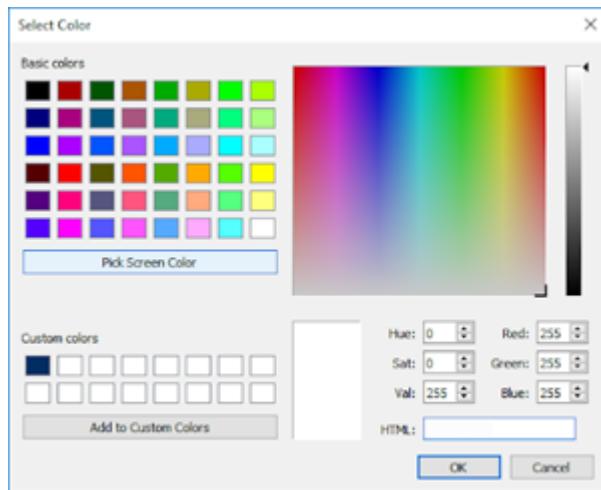 Select Color
Basic colors
Pick Screen Color
Custom colors
Add to Custom Colors
Hue: 0
Red: 255
Sat: 0
Green: 255
Val: 255
Blue: 255
HTML:
OK
Cancel